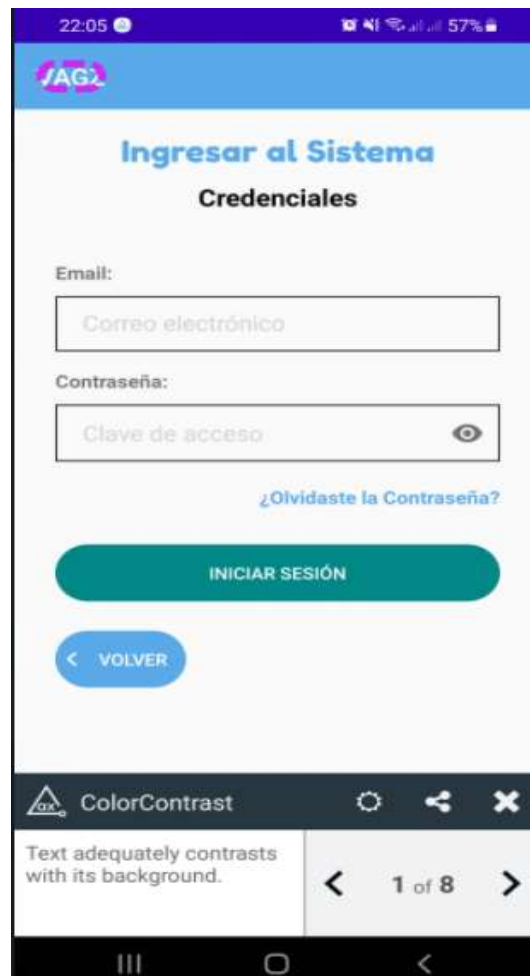 22:05 57%
Ingresar al Sistema
Credenciales
Email:
Correo electrónico
Contraseña:
Clave de acceso
¿Olvidaste la Contraseña?
INICIAR SESIÓN
< VOLVER
ax ColorContrast
Text adequately contrasts
with its background.
1 of 8